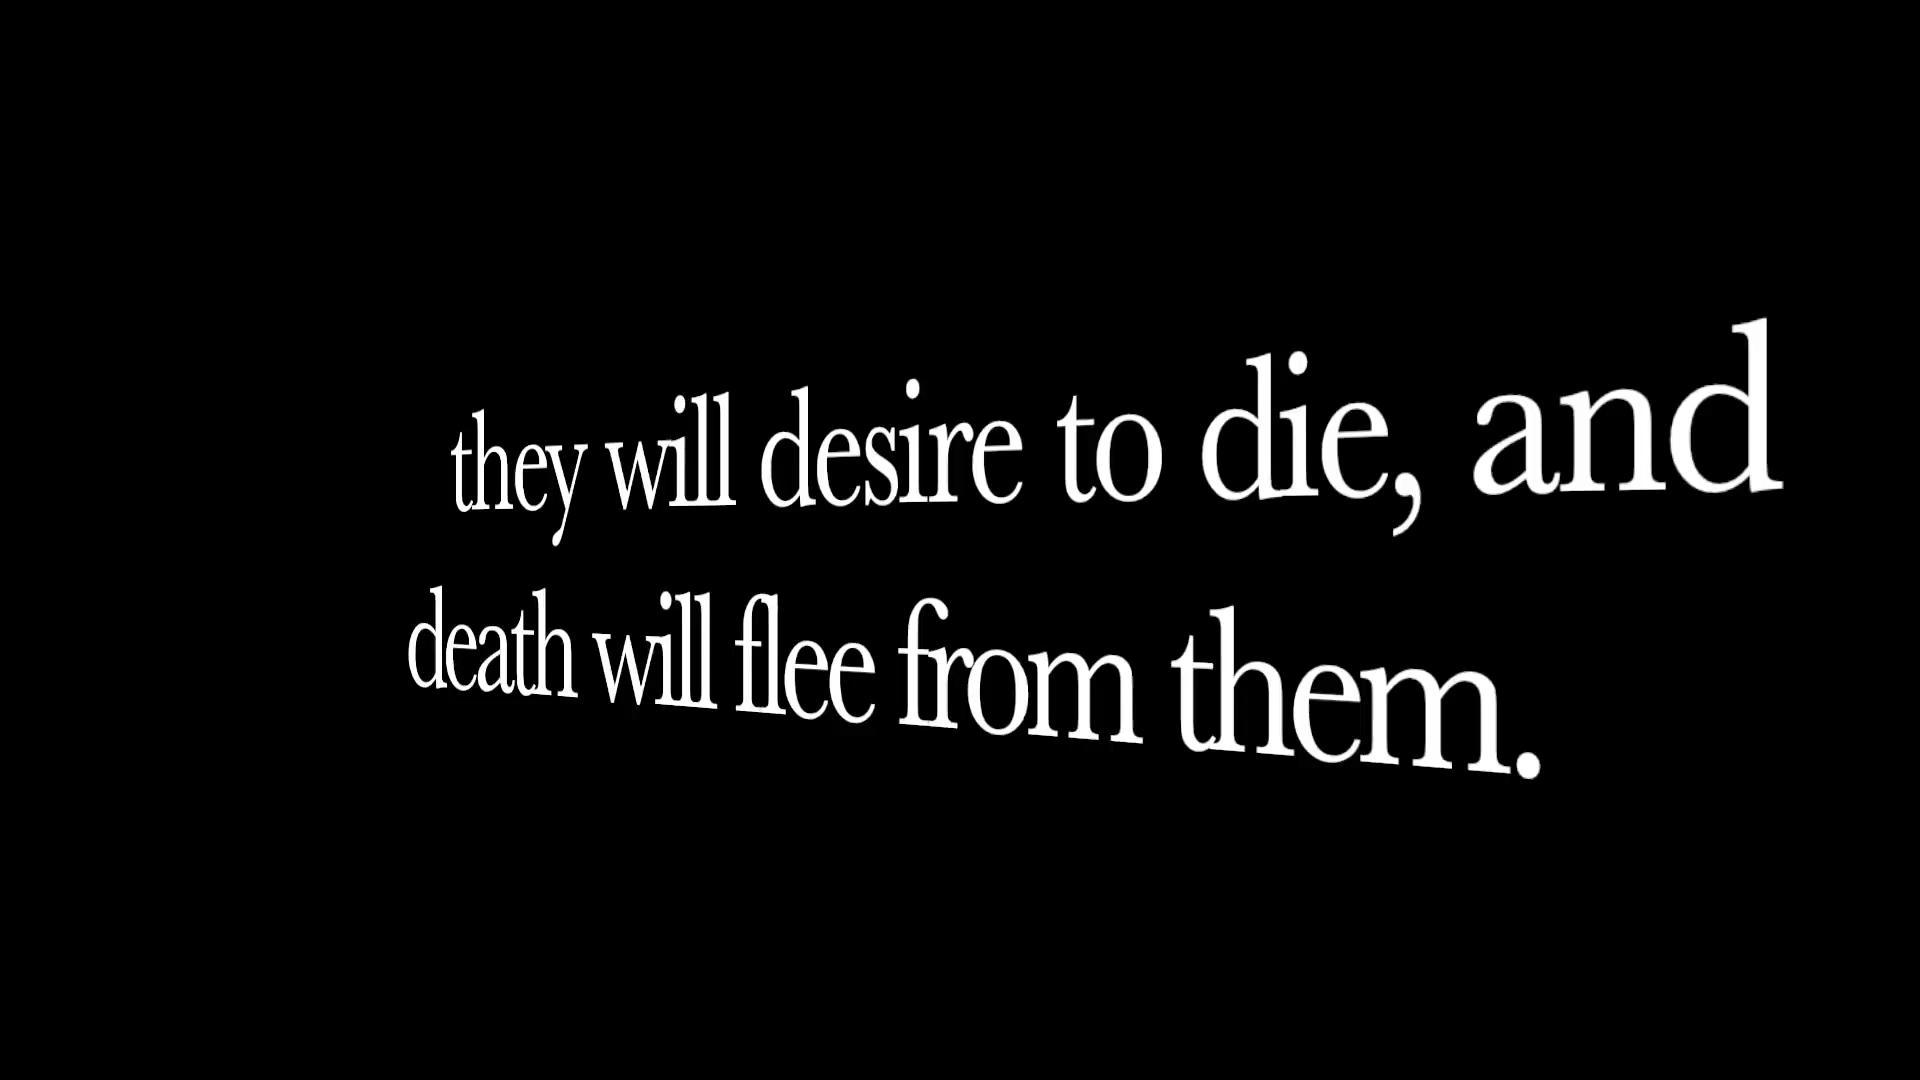 they will desire to die, and
death will flee from them.